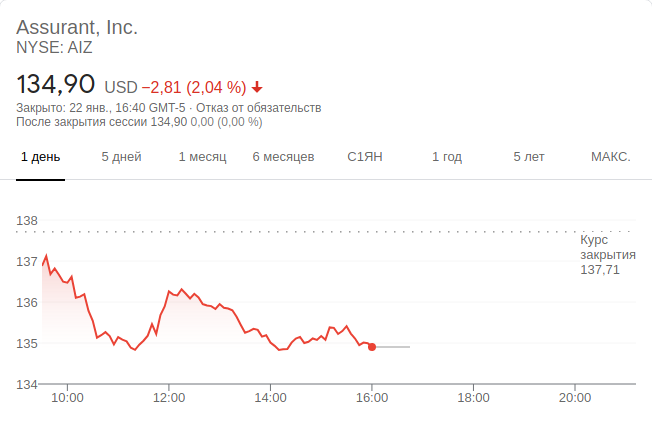 Assurant, Inc.
NYSE: AIZ
134,90 USD −2,81 (2,04 %)
Закрыто: 22 янв., 16:40 GMT-5 · Отказ от обязательств
После закрытия сессии 134,90 0,00 (0,00 %)
1 день 5 дней 1 месяц 6 месяцев С1ЯН 1 год 5 лет МАКС.
138
137
136
135
134
Курс
закрытия
137,71
10:00 12:00 14:00 16:00 18:00 20:00